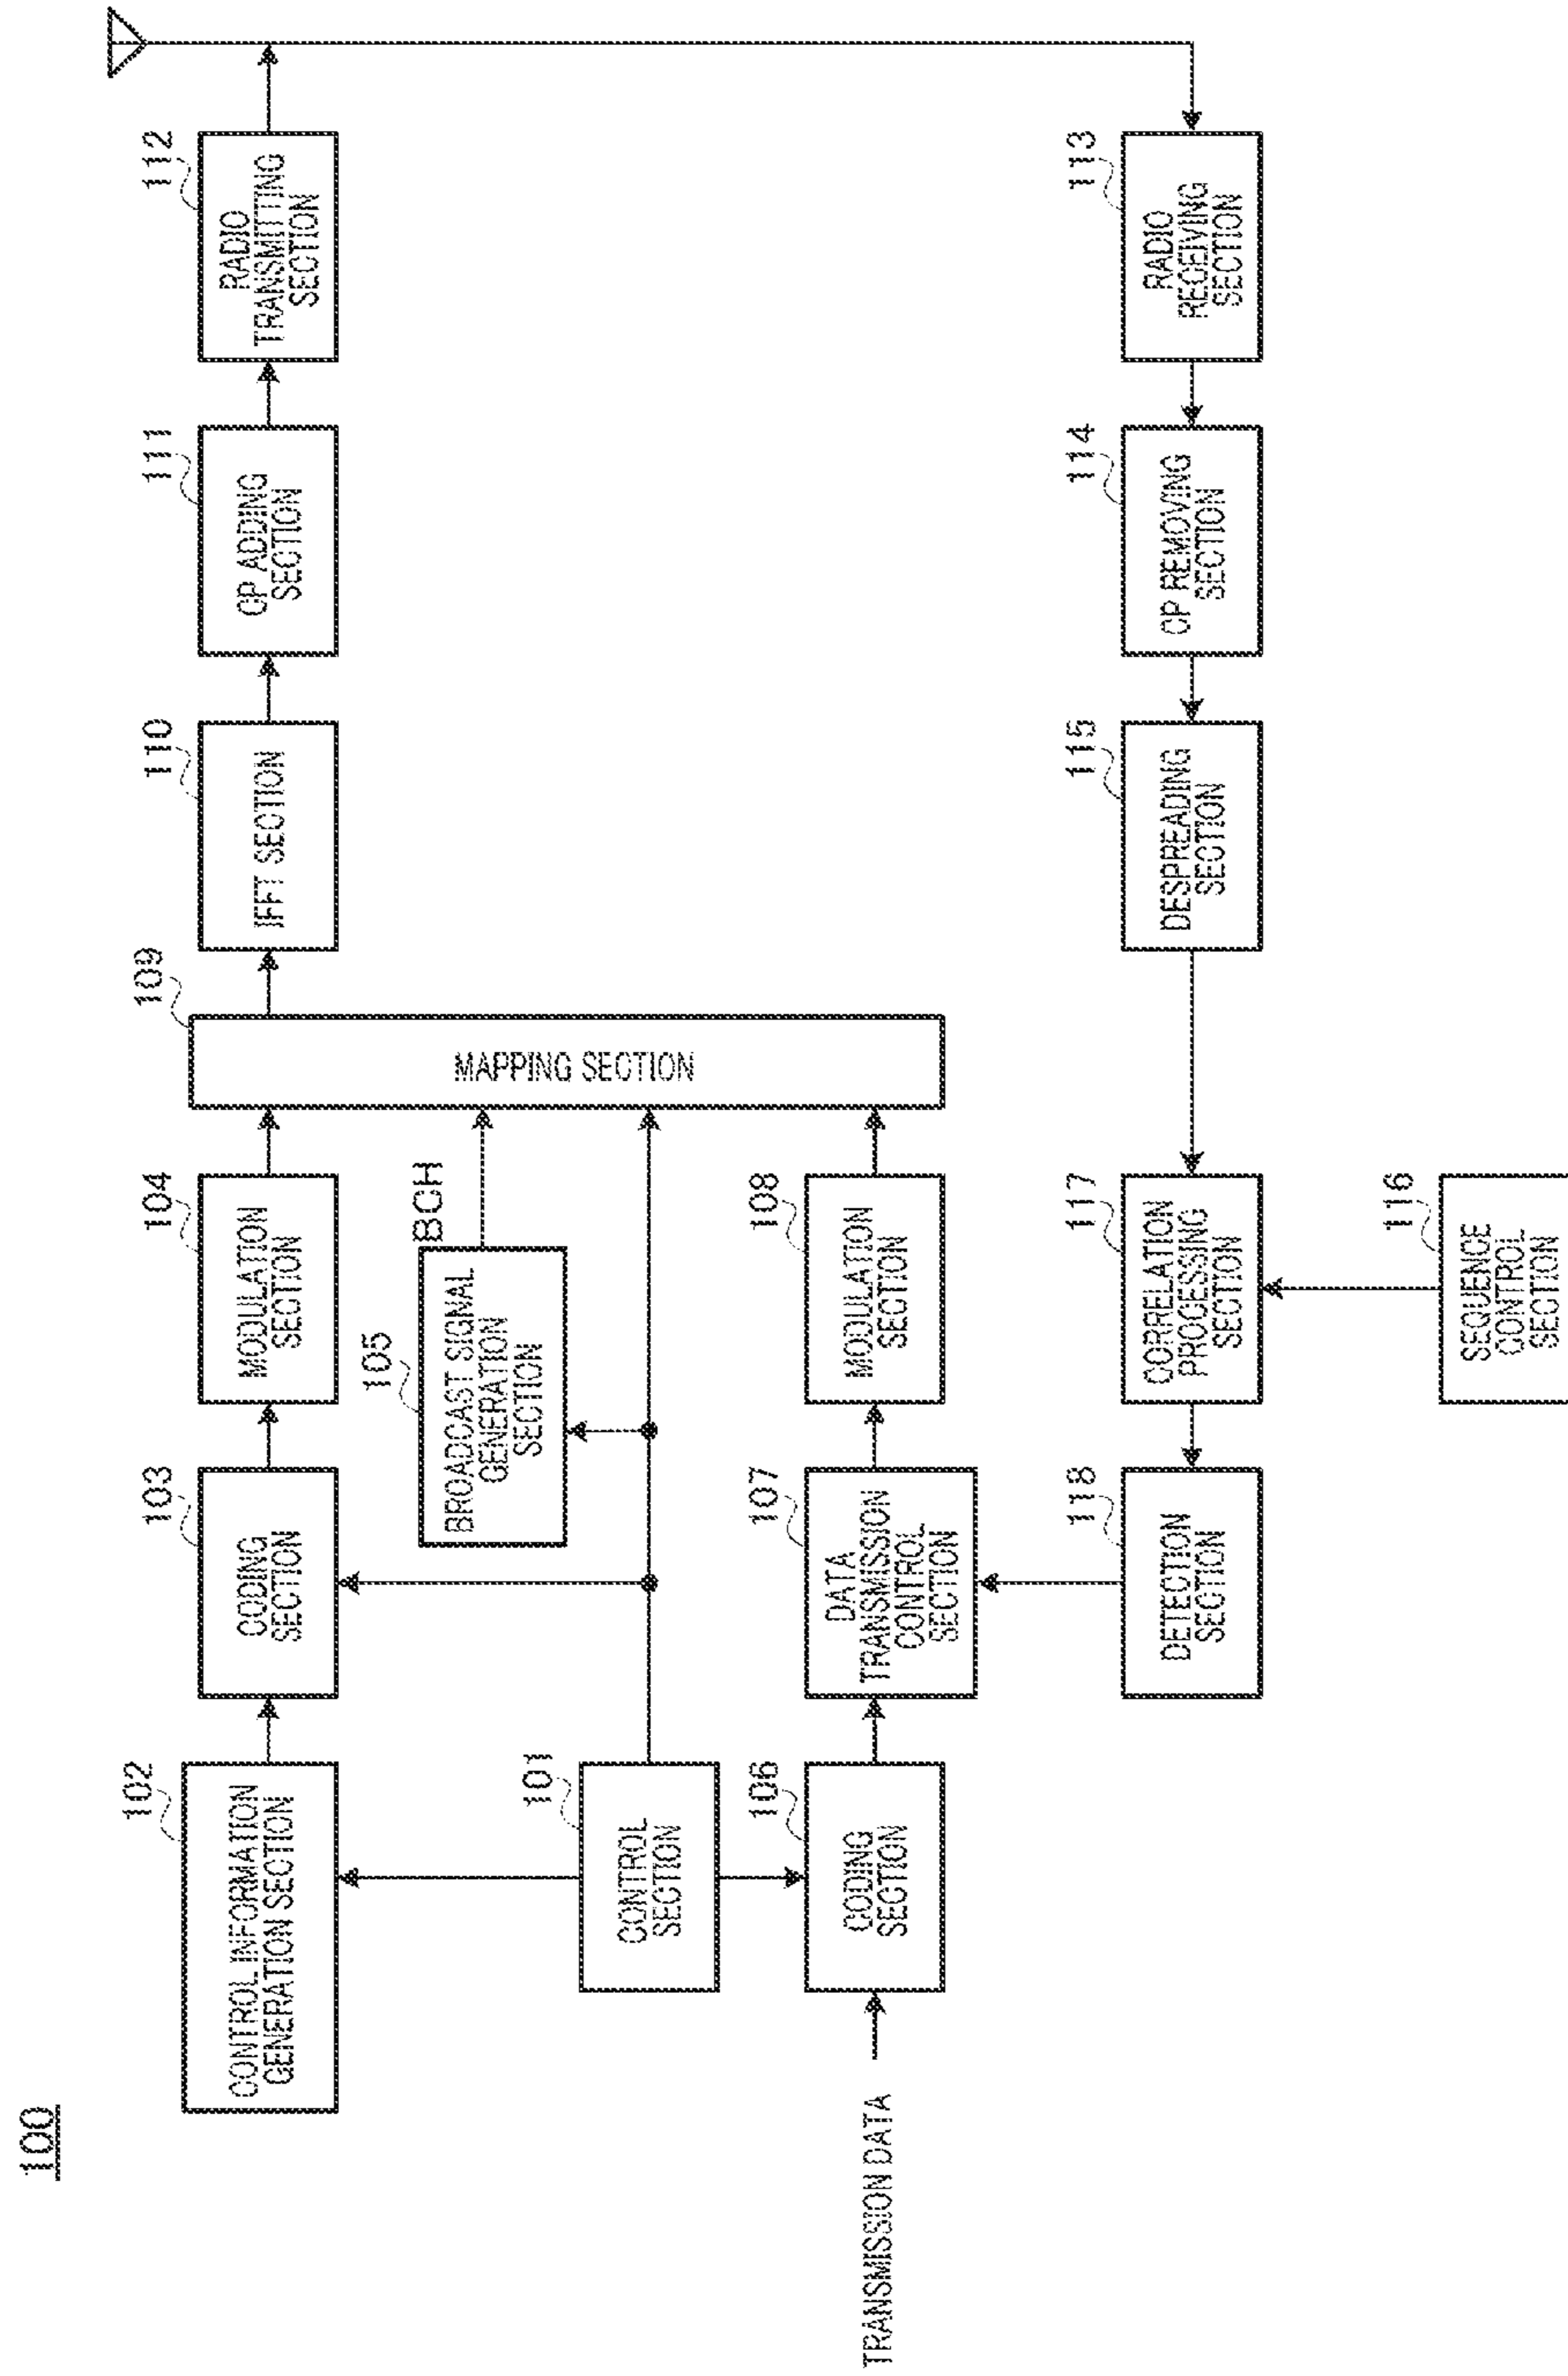 100
102
CONTROL INFORMATION
GENERATION SECTION
103
CODING
SECTION
104
MODULATION
SECTION
109
MAPPING SECTION
110
IFFT SECTION
111
CP ADDING
SECTION
112
RADIO
TRANSMITTING
SECTION
105
BROADCAST SIGNAL
GENERATION
SECTION
BCH
101
CONTROL
SECTION
TRANSMISSION DATA
106
CODING
SECTION
107
DATA
TRANSMISSION
CONTROL
SECTION
108
MODULATION
SECTION
118
DETECTION
SECTION
117
CORRELATION
PROCESSING
SECTION
115
DESPREADING
SECTION
114
CP REMOVING
SECTION
113
RADIO
RECEIVING
SECTION
116
SEQUENCE
CONTROL
SECTION